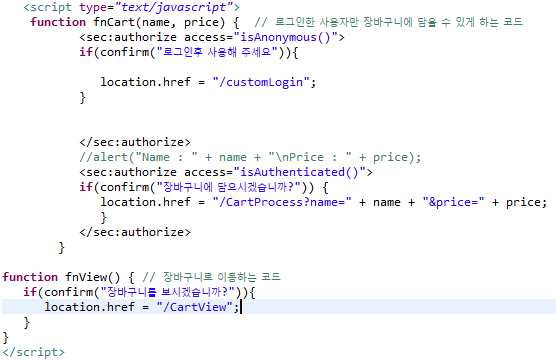 <script type="text/javascript">
function fnCart(name, price) {  // 로그인한 사용자만 장바구니에 담을 수 있게 하는 코드
<sec:authorize access="isAnonymous()">
if(confirm("로그인후 사용해 주세요")){
location.href = "/customLogin";
}
</sec:authorize>
//alert("Name : " + name + "\nPrice : " + price);
<sec:authorize access="isAuthenticated()">
if(confirm("장바구니에 담으시겠습니까?")) {
location.href = "/CartProcess?name=" + name + "&price=" + price;
}
</sec:authorize>
}
function fnView() { // 장바구니로 이동하는 코드
if(confirm("장바구니를 보시겠습니까?")){
location.href = "/CartView";
}
}
</script>